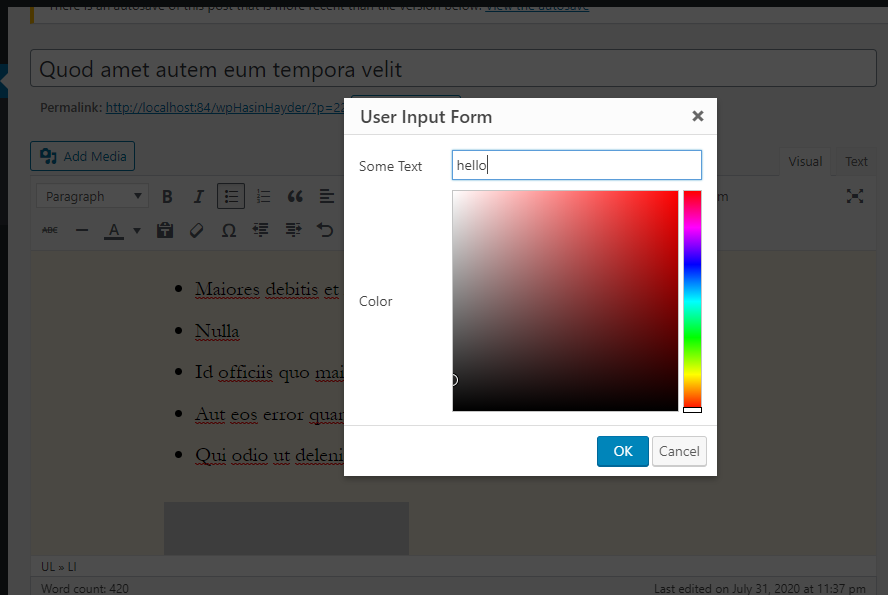 There is an autosave of this post that is more recent than the version below. View the autosave
Quod amet autem eum tempora velit
Permalink: http://localhost:84/wpHasinHayder/?p=22
User Input Form
Add Media
Some Text hello
Visual Text
Paragraph B I
ABC A Ω
Color
Maiores debitis et
Nulla
Id officiis quo mai
Aut eos error quar
Qui odio ut deleni
OK Cancel
UL » LI
Word count: 420 Last edited on July 31, 2020 at 11:37 pm